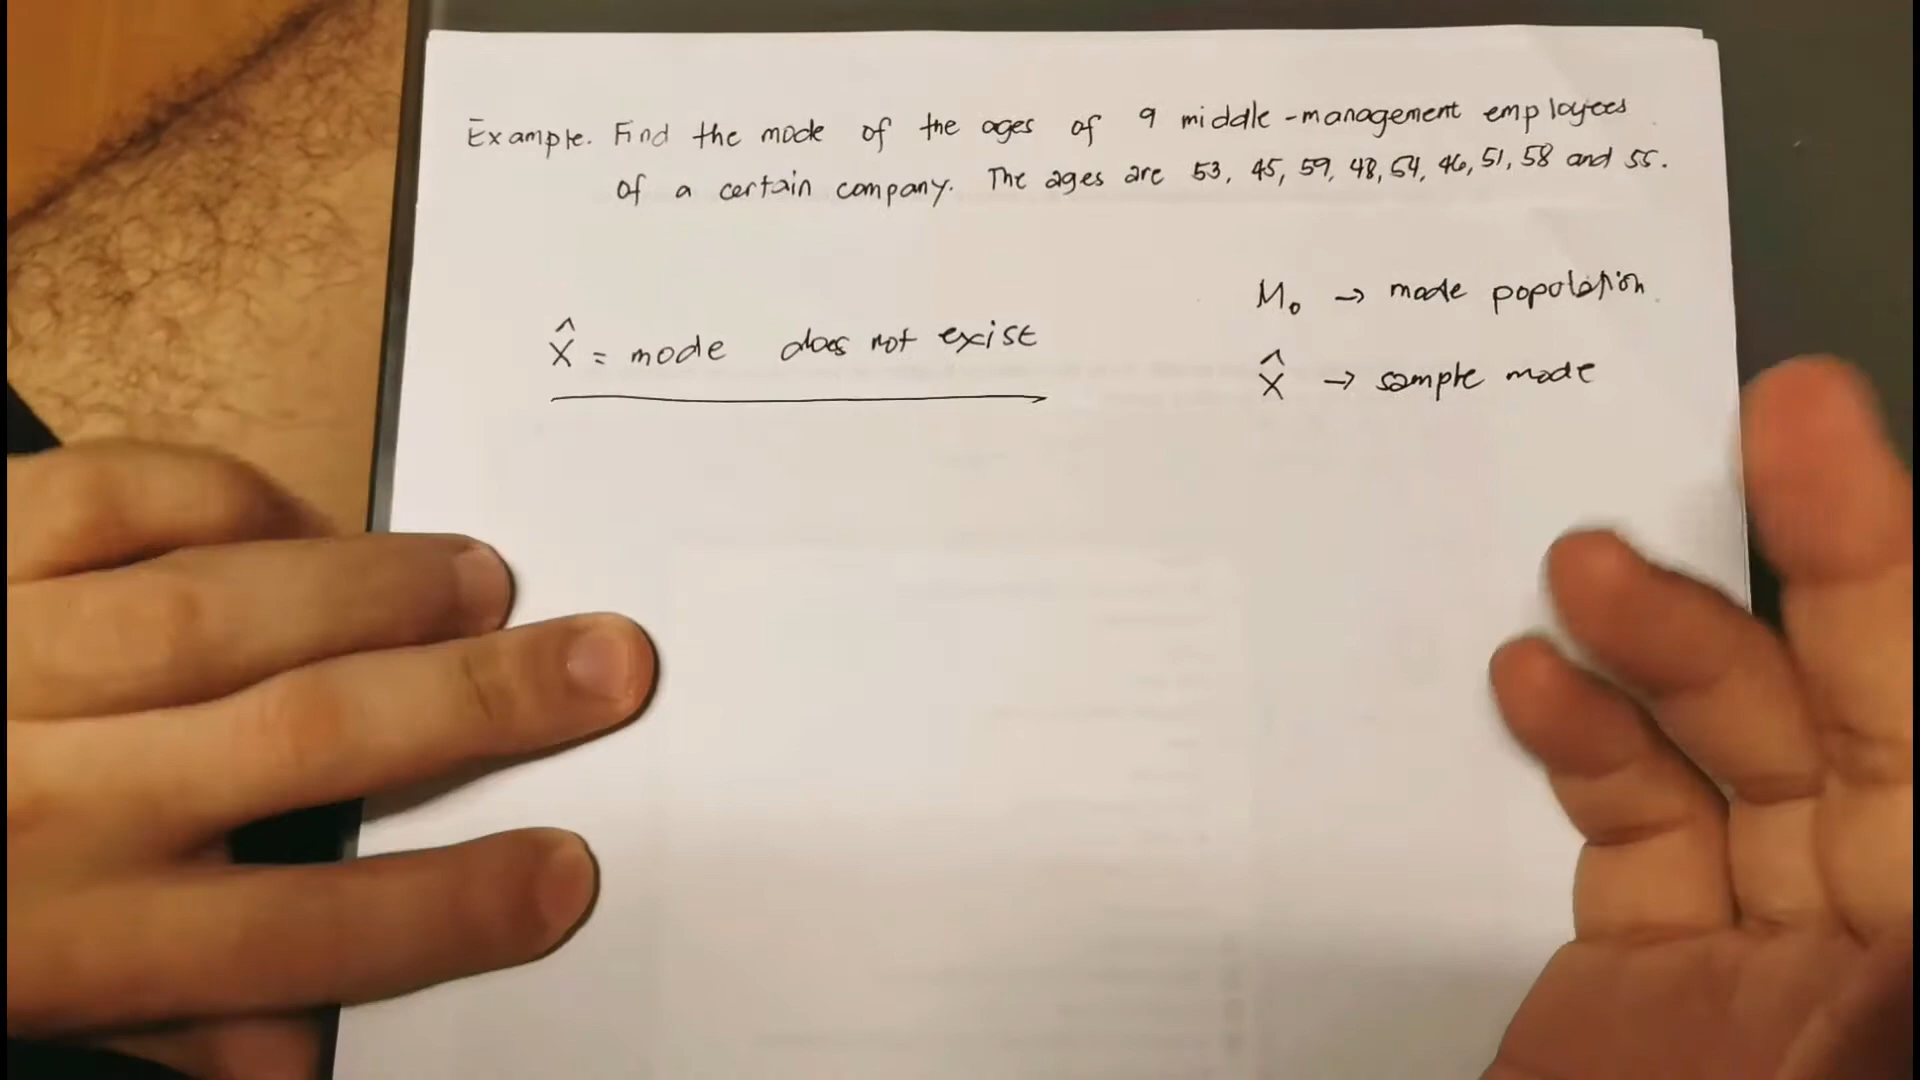 Example. Find the mode of the ages of 9 middle-management employees
of a certain company. The ages are 53, 45, 59, 48, 54, 46, 51, 58 and 55.
M₀ → mode population
X̂ = mode does not exist
X̂ → sample mode